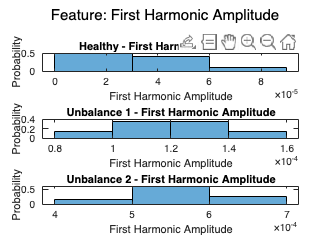 Feature: First Harmonic Amplitude
Healthy - First Harm
Probability
0.5
0
0 2 4 6 8
×10-5
First Harmonic Amplitude
Unbalance 1 - First Harmonic Amplitude
Probability
0.4
0.2
0
0.8 1 1.2 1.4 1.6
×10-4
First Harmonic Amplitude
Unbalance 2 - First Harmonic Amplitude
Probability
0.5
0
4 5 6 7
×10-4
First Harmonic Amplitude